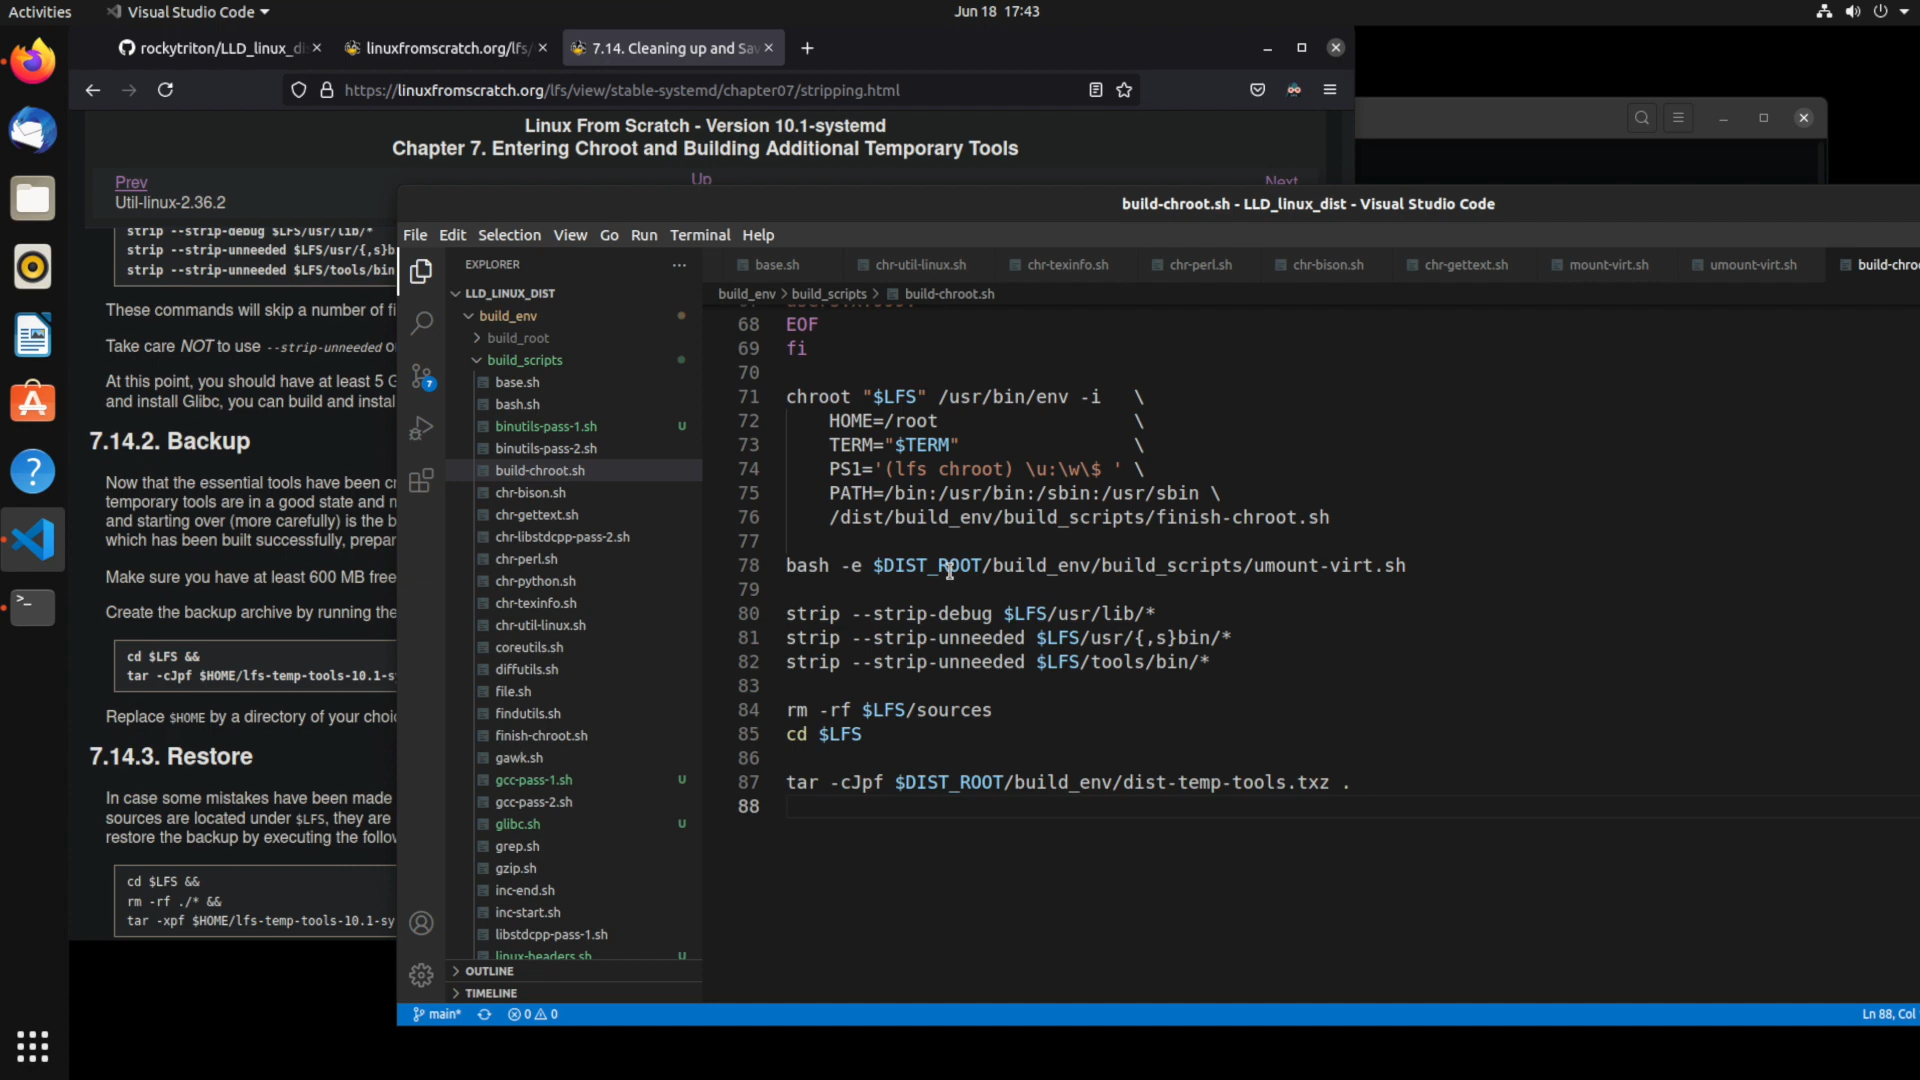 Activities
Visual Studio Code
Jun 18 17:43
rockytriton/LLD_linux_di
linuxfromscratch.org/lfs/
7.14. Cleaning up and Sav
https://linuxfromscratch.org/lfs/view/stable-systemd/chapter07/stripping.html
Linux From Scratch - Version 10.1-systemd
Chapter 7. Entering Chroot and Building Additional Temporary Tools
Prev
Up
Next
Util-linux-2.36.2
strip --strip-debug $LFS/usr/lib/*
strip --strip-unneeded $LFS/usr/{,s}b
strip --strip-unneeded $LFS/tools/bin
These commands will skip a number of fi
Take care NOT to use --strip-unneeded o
At this point, you should have at least 5 G
and install Glibc, you can build and instal
7.14.2. Backup
Now that the essential tools have been cr
temporary tools are in a good state and m
and starting over (more carefully) is the b
which has been built successfully, prepar
Make sure you have at least 600 MB free
Create the backup archive by running the
cd $LFS &&
tar -cJpf $HOME/lfs-temp-tools-10.1-s
Replace $HOME by a directory of your choi
7.14.3. Restore
In case some mistakes have been made
sources are located under $LFS, they are
restore the backup by executing the follow
cd $LFS &&
rm -rf ./* &&
tar -xpf $HOME/lfs-temp-tools-10.1-sy
build-chroot.sh - LLD_linux_dist - Visual Studio Code
File Edit Selection View Go Run Terminal Help
EXPLORER
LLD_LINUX_DIST
build_env
build_root
build_scripts
base.sh
bash.sh
binutils-pass-1.sh U
binutils-pass-2.sh
build-chroot.sh
chr-bison.sh
chr-gettext.sh
chr-libstdcpp-pass-2.sh
chr-perl.sh
chr-python.sh
chr-texinfo.sh
chr-util-linux.sh
coreutils.sh
diffutils.sh
file.sh
findutils.sh
finish-chroot.sh
gawk.sh
gcc-pass-1.sh U
gcc-pass-2.sh
glibc.sh U
grep.sh
gzip.sh
inc-end.sh
inc-start.sh
libstdcpp-pass-1.sh
linux-headers.sh U
OUTLINE
TIMELINE
7
base.sh chr-util-linux.sh chr-texinfo.sh chr-perl.sh chr-bison.sh chr-gettext.sh mount-virt.sh umount-virt.sh build-chroo
build_env > build_scripts > build-chroot.sh
68 EOF
69 fi
70
71 chroot "$LFS" /usr/bin/env -i \
72 HOME=/root \
73 TERM="$TERM" \
74 PS1='(lfs chroot) \u:\w\$ ' \
75 PATH=/bin:/usr/bin:/sbin:/usr/sbin \
76 /dist/build_env/build_scripts/finish-chroot.sh
77
78 bash -e $DIST_ROOT/build_env/build_scripts/umount-virt.sh
79
80 strip --strip-debug $LFS/usr/lib/*
81 strip --strip-unneeded $LFS/usr/{,s}bin/*
82 strip --strip-unneeded $LFS/tools/bin/*
83
84 rm -rf $LFS/sources
85 cd $LFS
86
87 tar -cJpf $DIST_ROOT/build_env/dist-temp-tools.txz .
88
main* 0 0
Ln 88, Col